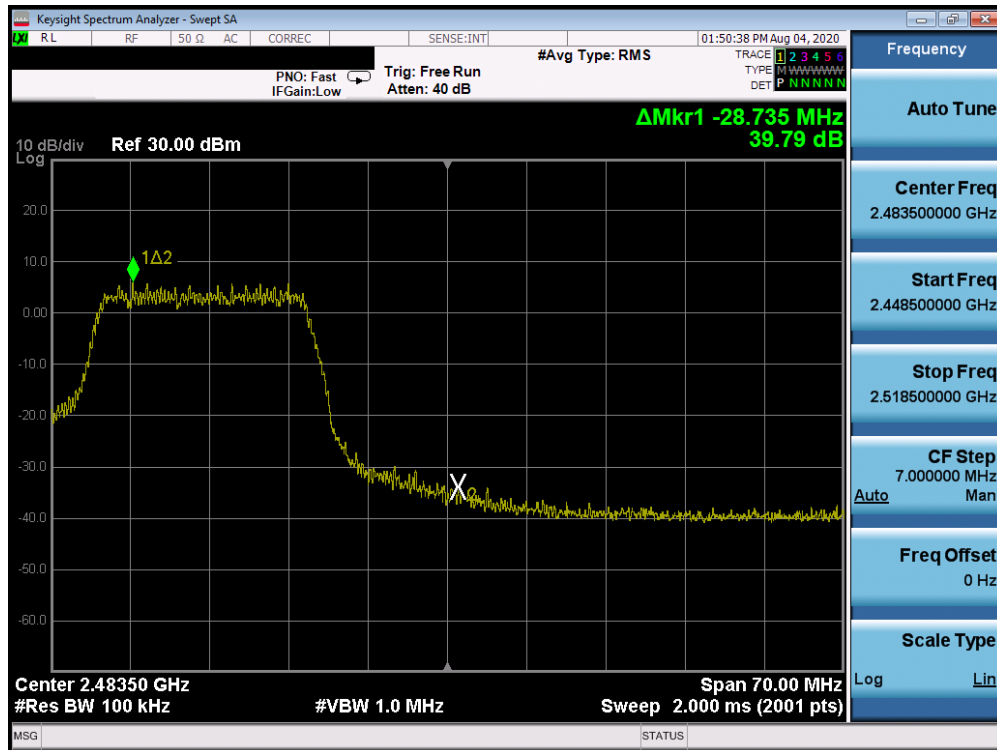 Keysight Spectrum Analyzer - Swept SA
LXI RL RF 50 Ω AC CORREC SENSE:INT 01:50:38 PM Aug 04, 2020
#Avg Type: RMS TRACE 1 2 3 4 5 6
PNO: Fast Trig: Free Run TYPE M WWWWW
IFGain:Low Atten: 40 dB DET P N N N N N
Frequency
Auto Tune
Center Freq
2.483500000 GHz
Start Freq
2.448500000 GHz
Stop Freq
2.518500000 GHz
CF Step
7.000000 MHz
Auto Man
Freq Offset
0 Hz
Scale Type
Log Lin
ΔMkr1 -28.735 MHz
39.79 dB
10 dB/div Ref 30.00 dBm
Log
20.0
10.0
1Δ2
0.00
-10.0
-20.0
-30.0
X2
-40.0
-50.0
-60.0
Center 2.48350 GHz Span 70.00 MHz
#Res BW 100 kHz #VBW 1.0 MHz Sweep 2.000 ms (2001 pts)
MSG STATUS